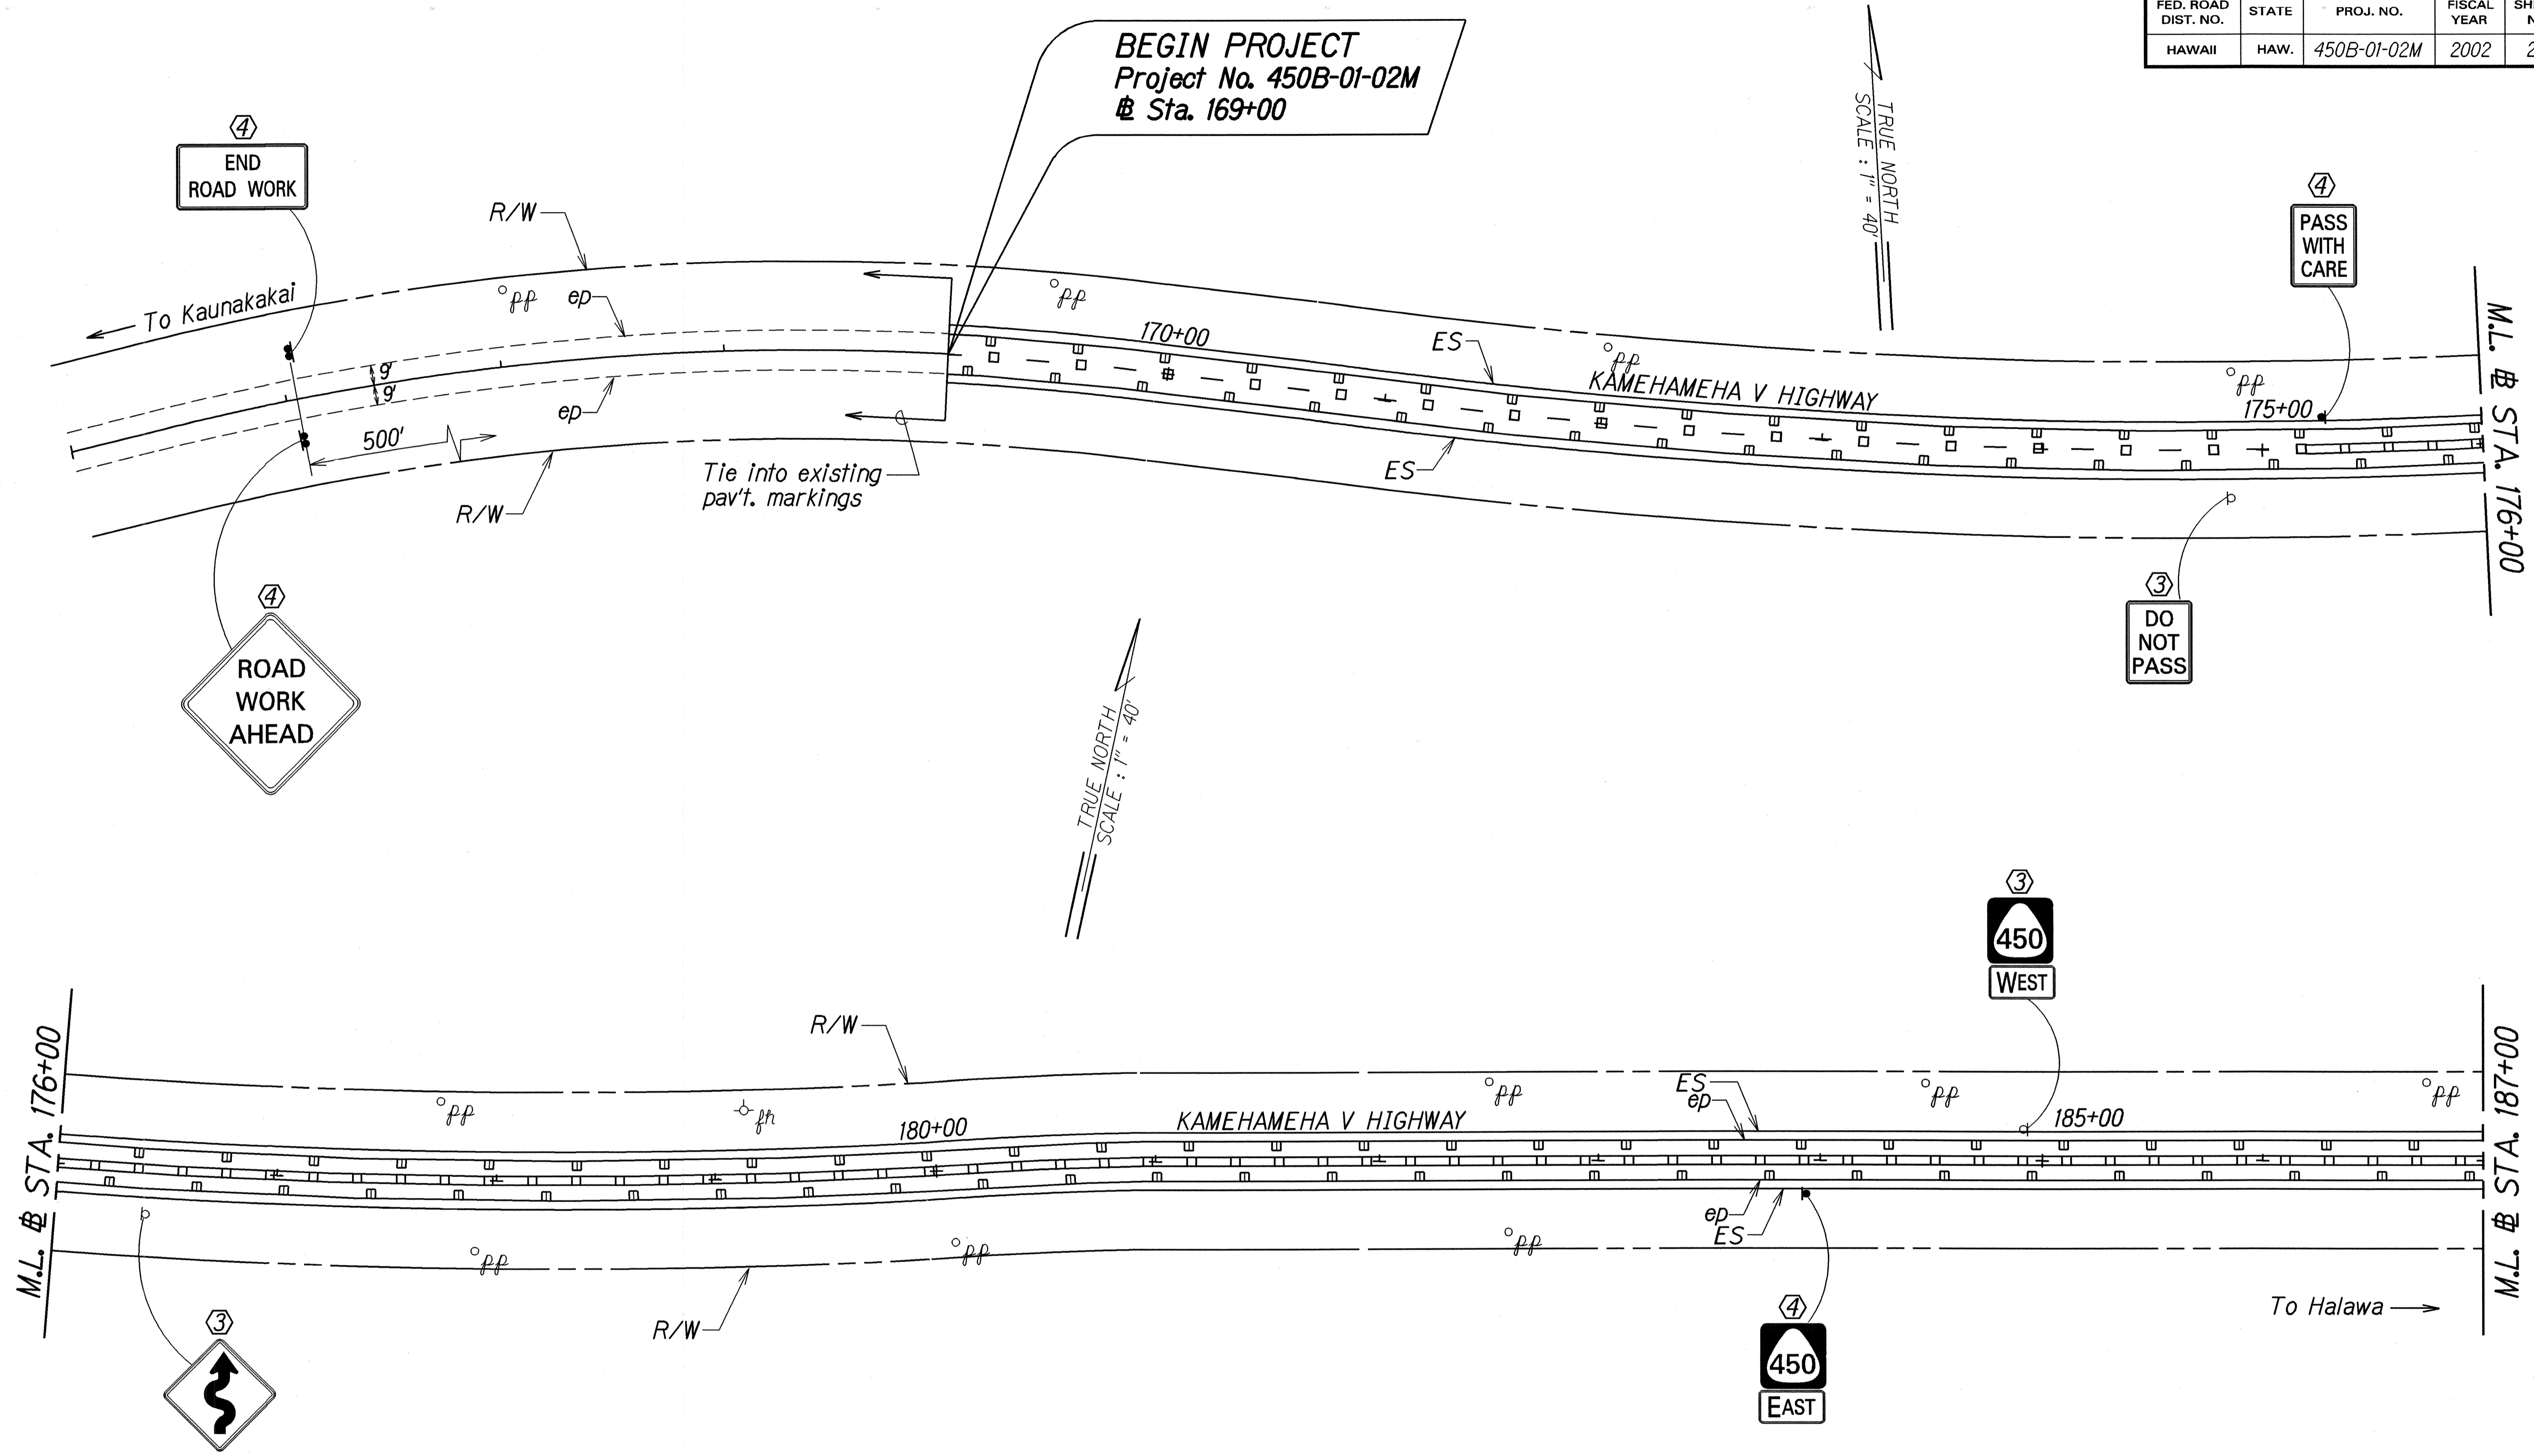 FED. ROAD DIST. NO. STATE PROJ. NO. FISCAL YEAR
HAWAII HAW. 450B-01-02M 2002 2
BEGIN PROJECT
Project No. 450B-01-02M
Sta. 169+00
TRUE NORTH
SCALE : 1" = 40'
4
END
ROAD WORK
R/W
To Kaunakakai
pp
ep
9'
9'
ep
500'
R/W
Tie into existing
pav't. markings
4
ROAD
WORK
AHEAD
pp
170+00
ES
pp
KAMEHAMEHA V HIGHWAY
ES
4
PASS
WITH
CARE
pp
175+00
3
DO
NOT
PASS
M.L. BL STA. 176+00
TRUE NORTH
SCALE : 1" = 40'
M.L. BL STA. 176+00
R/W
pp
fh
180+00
KAMEHAMEHA V HIGHWAY
pp
ES
ep
3
450
WEST
pp
185+00
pp
M.L. BL STA. 187+00
pp
pp
pp
ep
ES
R/W
3
4
450
EAST
To Halawa